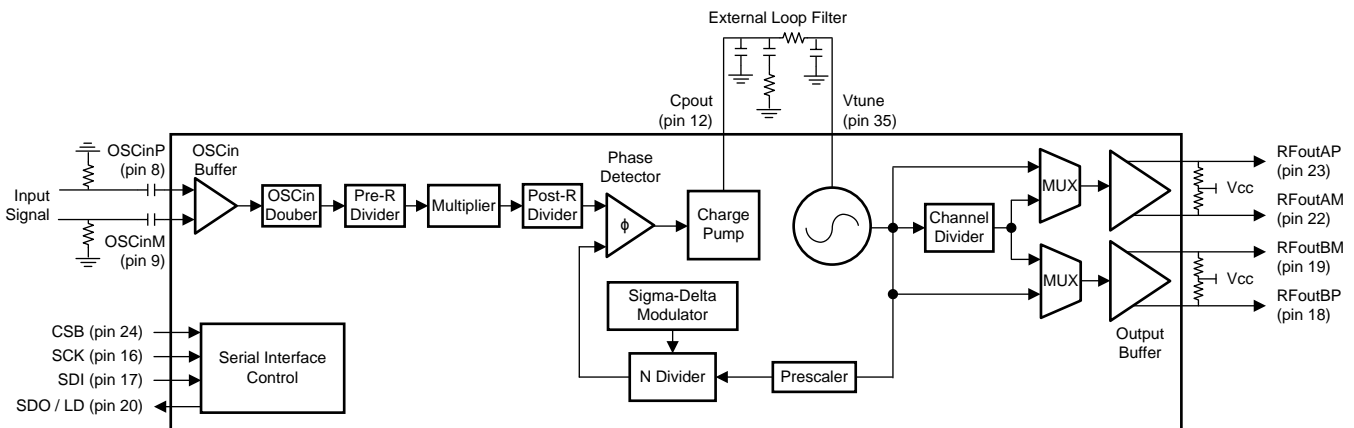 External Loop Filter
Cpout
(pin 12)
Vtune
(pin 35)
OSCinP
(pin 8)
OSCin
Buffer
Input
Signal
OSCinM
(pin 9)
OSCin
Douber
Pre-R
Divider
Multiplier
Post-R
Divider
Phase
Detector
ϕ
Charge
Pump
Channel
Divider
MUX
MUX
RFoutAP
(pin 23)
Vcc
RFoutAM
(pin 22)
RFoutBM
(pin 19)
Vcc
RFoutBP
(pin 18)
Output
Buffer
Sigma-Delta
Modulator
N Divider
Prescaler
CSB (pin 24)
SCK (pin 16)
SDI (pin 17)
SDO / LD (pin 20)
Serial Interface
Control